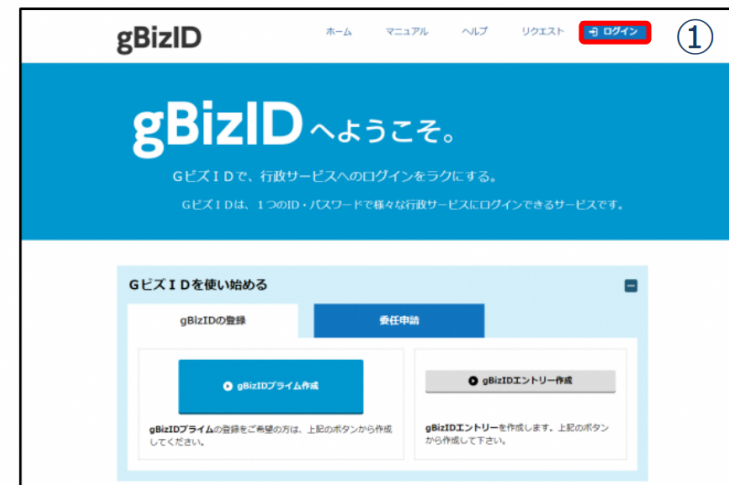 gBizID
ホーム マニュアル ヘルプ リクエスト ログイン ①
gBizIDへようこそ。
GビズIDで、行政サービスへのログインをラクにする。
GビズIDは、1つのID・パスワードで様々な行政サービスにログインできるサービスです。
GビズIDを使い始める
gBizIDの登録 委任申請
gBizIDプライム作成
gBizIDプライムの登録をご希望の方は、上記のボタンから作成
してください。
gBizIDエントリー作成
gBizIDエントリーを作成します。上記のボタン
から作成して下さい。